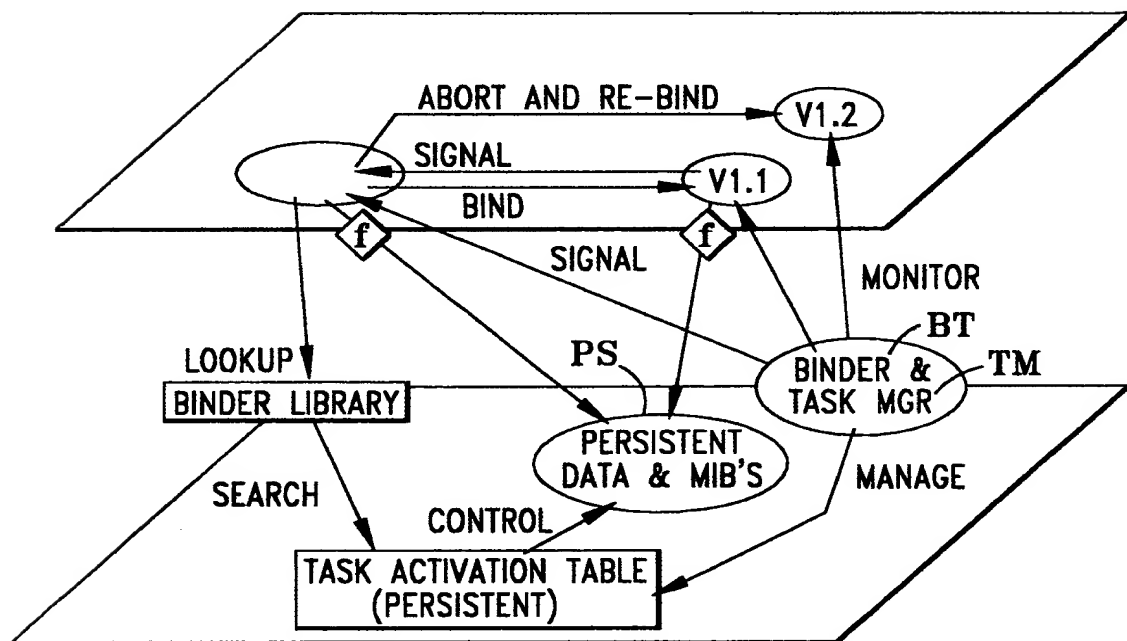 ABORT AND RE-BIND
V1.2
SIGNAL
V1.1
BIND
f
f
SIGNAL
MONITOR
BT
PS
LOOKUP
BINDER &
TM
TASK MGR
BINDER LIBRARY
PERSISTENT
DATA & MIB'S
MANAGE
SEARCH
CONTROL
TASK ACTIVATION TABLE
(PERSISTENT)